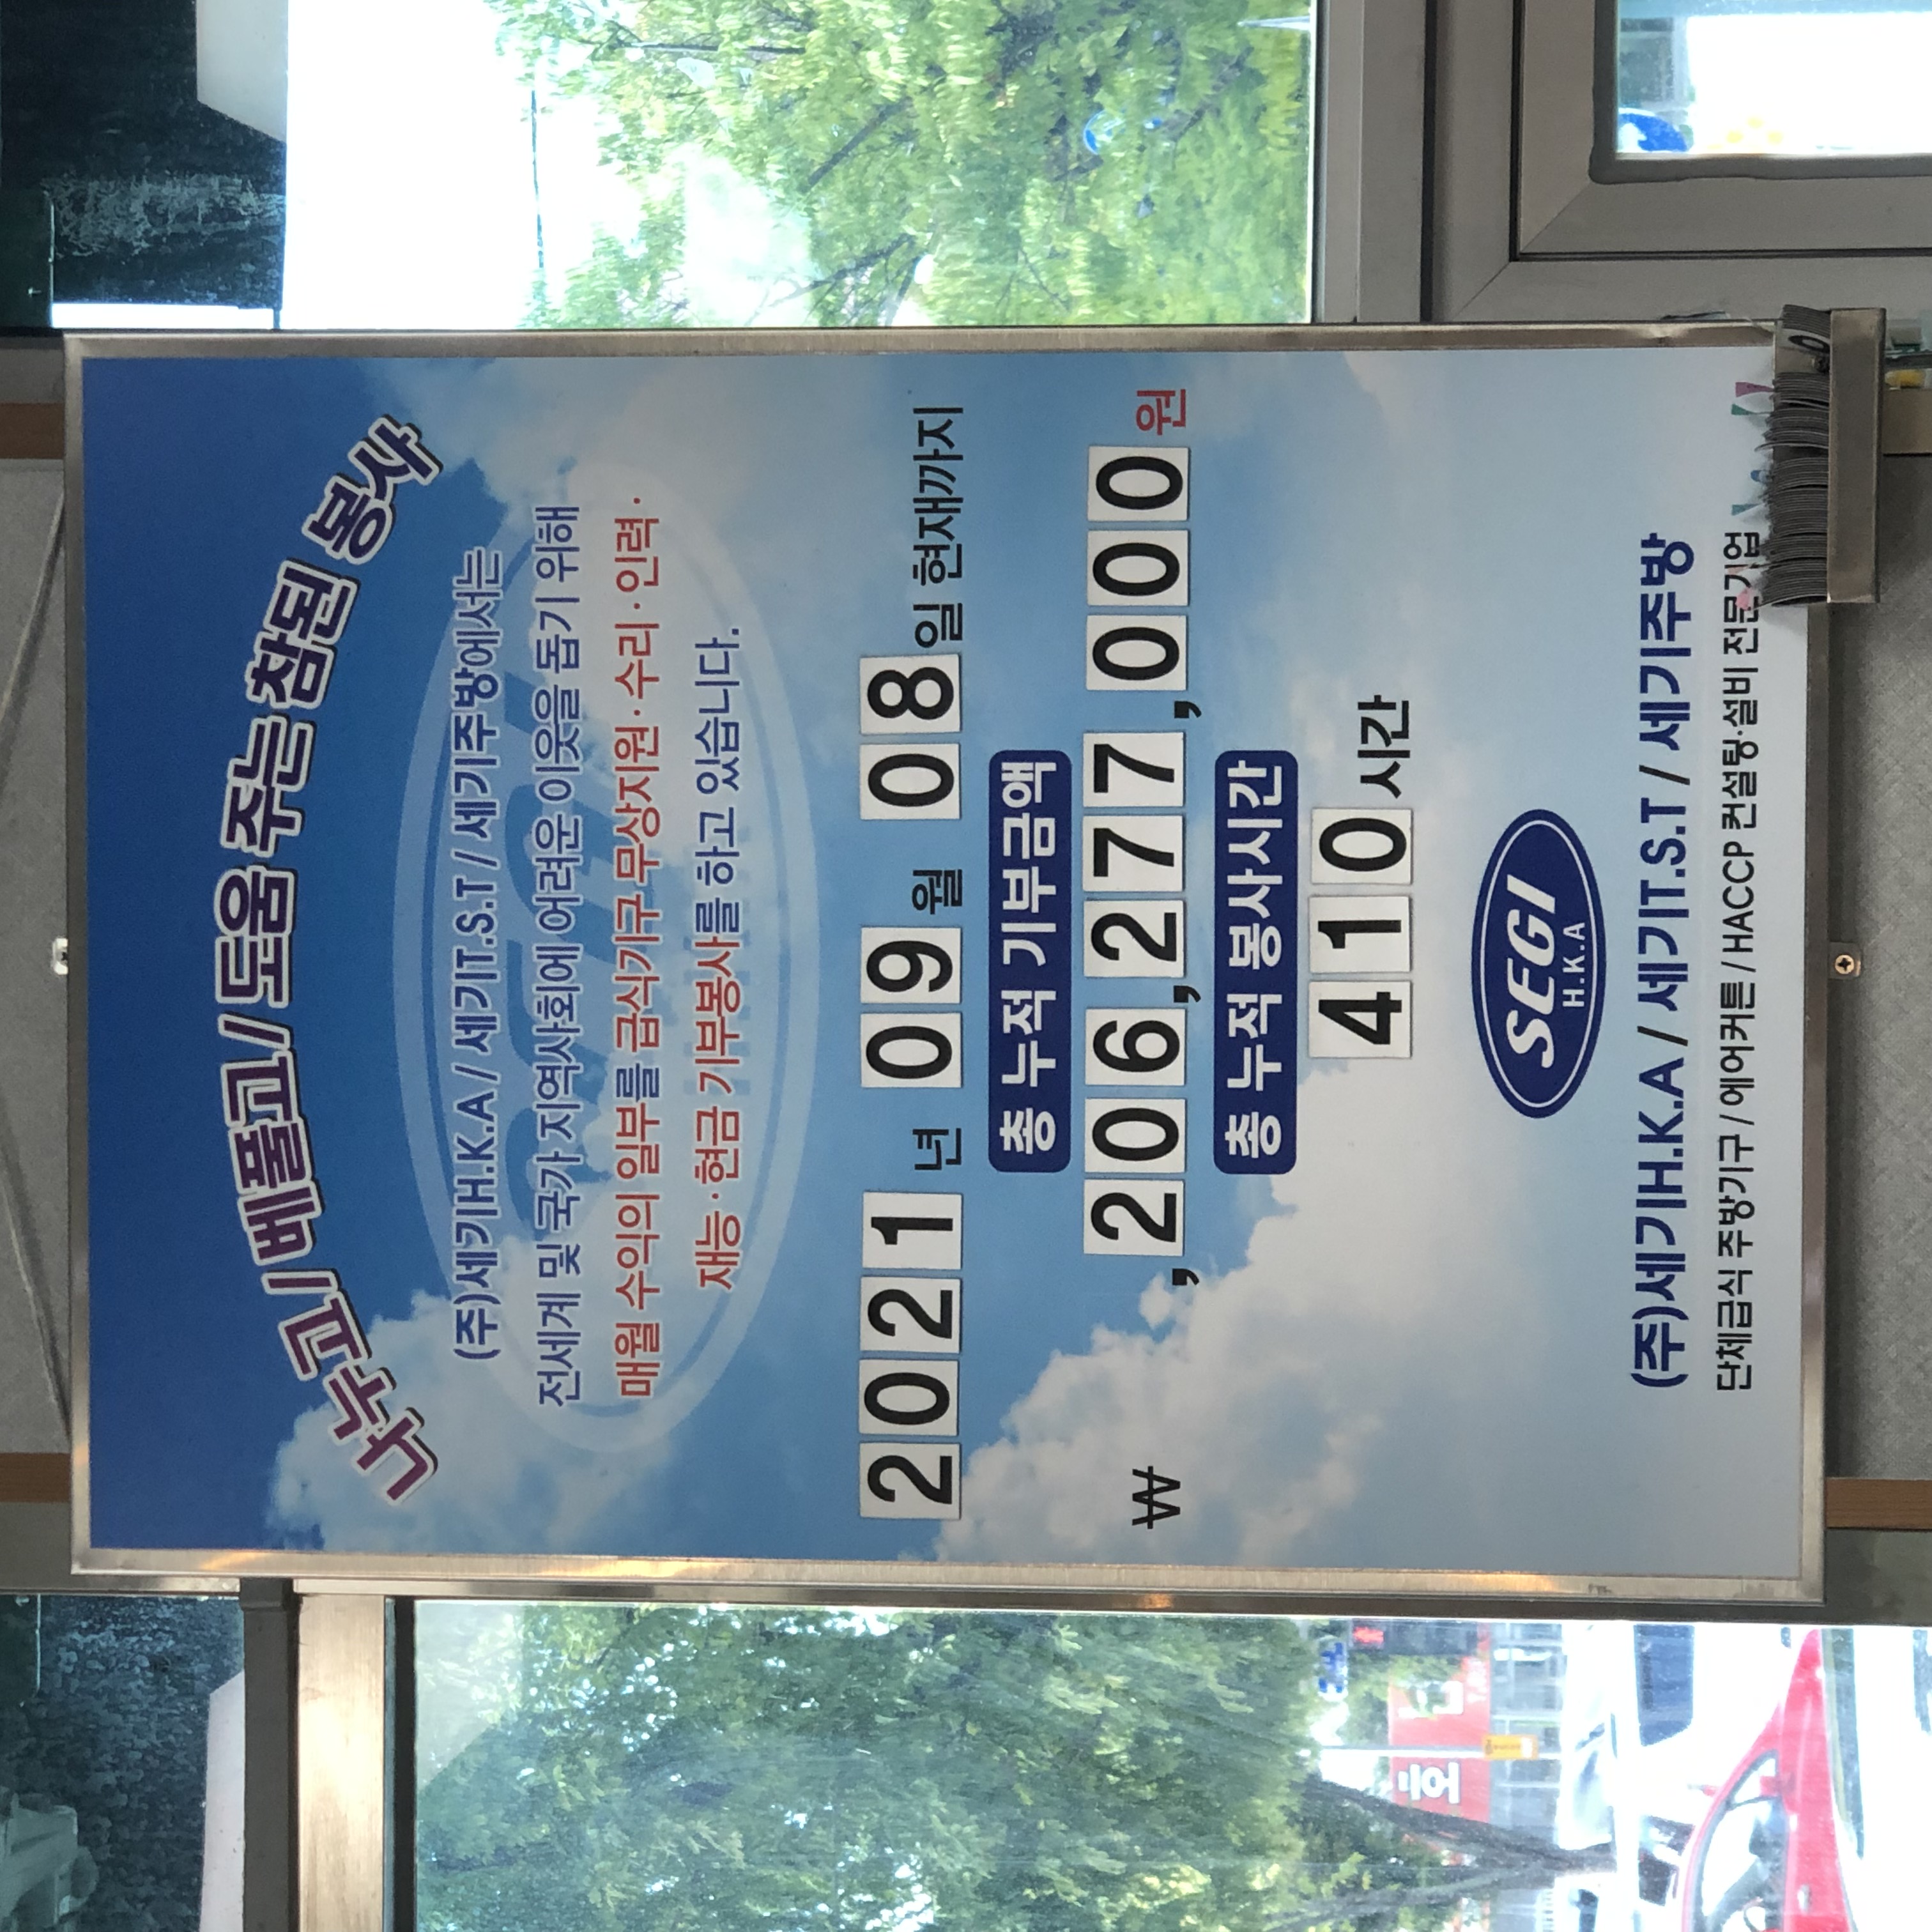 나누고 / 베풀고 / 도움 주는 참된 봉사
(주)세기H.K.A / 세기T.S.T / 세기주방에서는
전세계 및 국가 지역사회에 어려운 이웃을 돕기 위해
매월 수익의 일부를 급식기구 무상지원·수리·인력·
재능·현금 기부봉사를 하고 있습니다.
2021 년 09 월 08 일 현재까지
총 누적 기부금액
₩ ,206,277,000 원
총 누적 봉사시간
410 시간
SEGI
H.K.A
(주)세기H.K.A / 세기T.S.T / 세기주방
단체급식 주방기구 / 에어커튼 / HACCP 컨설팅·설비 전문기업